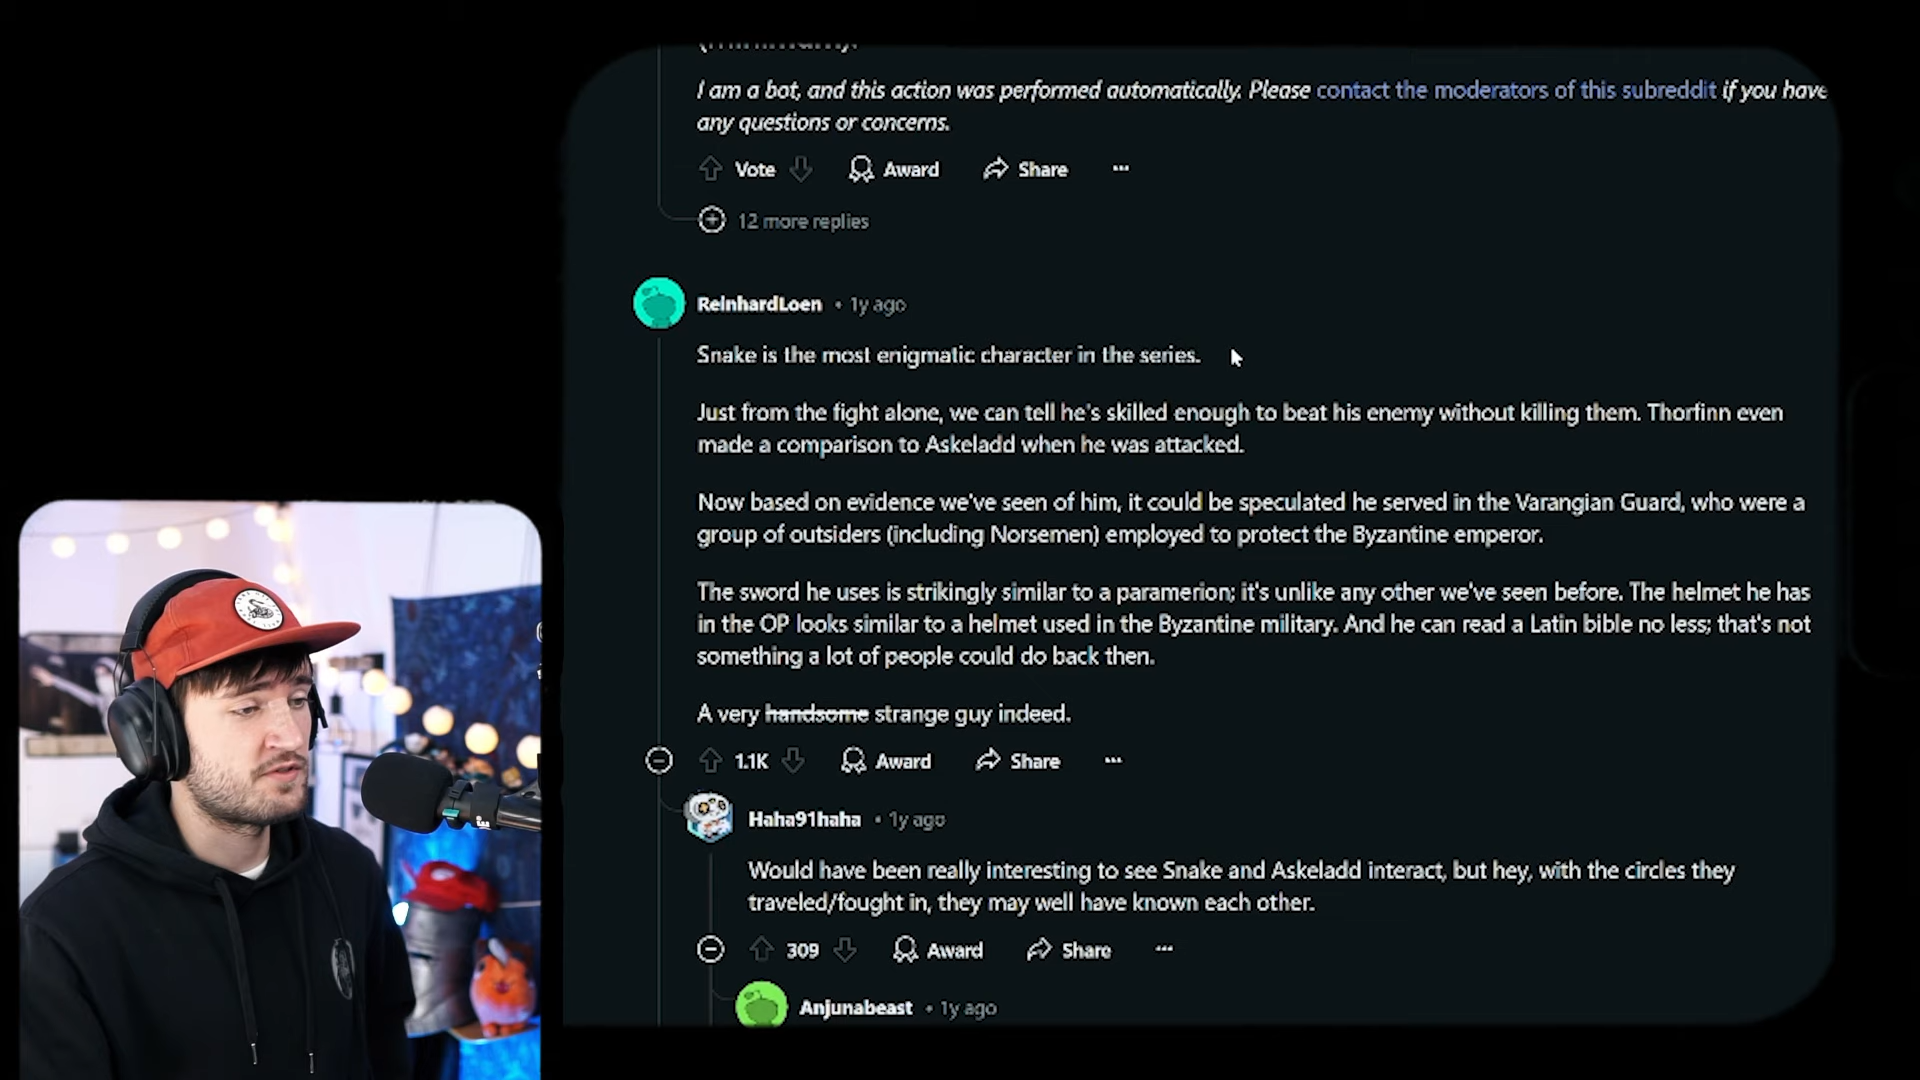 I am a bot, and this action was performed automatically. Please contact the moderators of this subreddit if you have
any questions or concerns.
Vote Award Share ...
12 more replies
ReinhardLoen • 1y ago
Snake is the most enigmatic character in the series.
Just from the fight alone, we can tell he's skilled enough to beat his enemy without killing them. Thorfinn even
made a comparison to Askeladd when he was attacked.
Now based on evidence we've seen of him, it could be speculated he served in the Varangian Guard, who were a
group of outsiders (including Norsemen) employed to protect the Byzantine emperor.
The sword he uses is strikingly similar to a paramerion; it's unlike any other we've seen before. The helmet he has
in the OP looks similar to a helmet used in the Byzantine military. And he can read a Latin bible no less; that's not
something a lot of people could do back then.
A very handsome strange guy indeed.
1.1K Award Share ...
Haha91haha • 1y ago
Would have been really interesting to see Snake and Askeladd interact, but hey, with the circles they
traveled/fought in, they may well have known each other.
309 Award Share ...
Anjunabeast • 1y ago